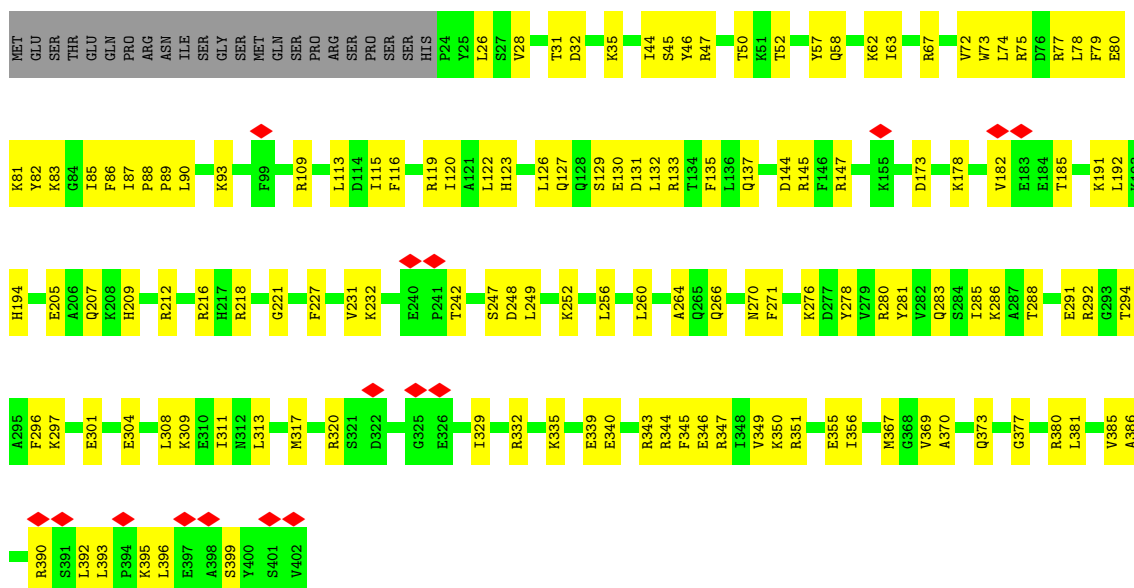 MET GLU SER SER THR GLU GLN PRO ARG ASN ILE SER GLY SER MET GLN SER PRO ARG SER PRO SER SER HIS P24 Y25 L26 S27 V28 T31 D32 K35 I44 S45 Y46 R47 T50 K51 T52 Y57 Q58 K62 I63 R67 V72 W73 L74 R75 D76 R77 L78 F79 E80
K81 Y82 K83 G84 I85 F86 I87 P88 P89 L90 K93 F99 R109 L113 D114 I115 F116 R119 I120 A121 L122 H123 L126 Q127 Q128 S129 E130 D131 L132 R133 T134 F135 L136 Q137 D144 R145 F146 R147 K155 D173 K178 V182 E183 E184 T185 K191 L192
H194 E205 A206 Q207 K208 H209 R212 R216 H217 R218 G221 F227 V231 K232 E240 P241 T242 S247 D248 L249 K252 L256 L260 A264 Q265 Q266 N270 F271 K276 D277 Y278 V279 R280 Y281 V282 Q283 S284 I285 K286 A287 T288 E291 R292 G293 T294
A295 F296 K297 E301 E304 L308 K309 E310 I311 N312 L313 M317 R320 S321 D322 G325 E326 I329 R332 K335 E339 E340 R343 R344 F345 E346 R347 I348 V349 K350 R351 E355 I356 M367 G368 V369 A370 Q373 G377 R380 L381 V385 A386
R390 S391 L392 L393 P394 K395 L396 E397 A398 S399 Y400 S401 V402